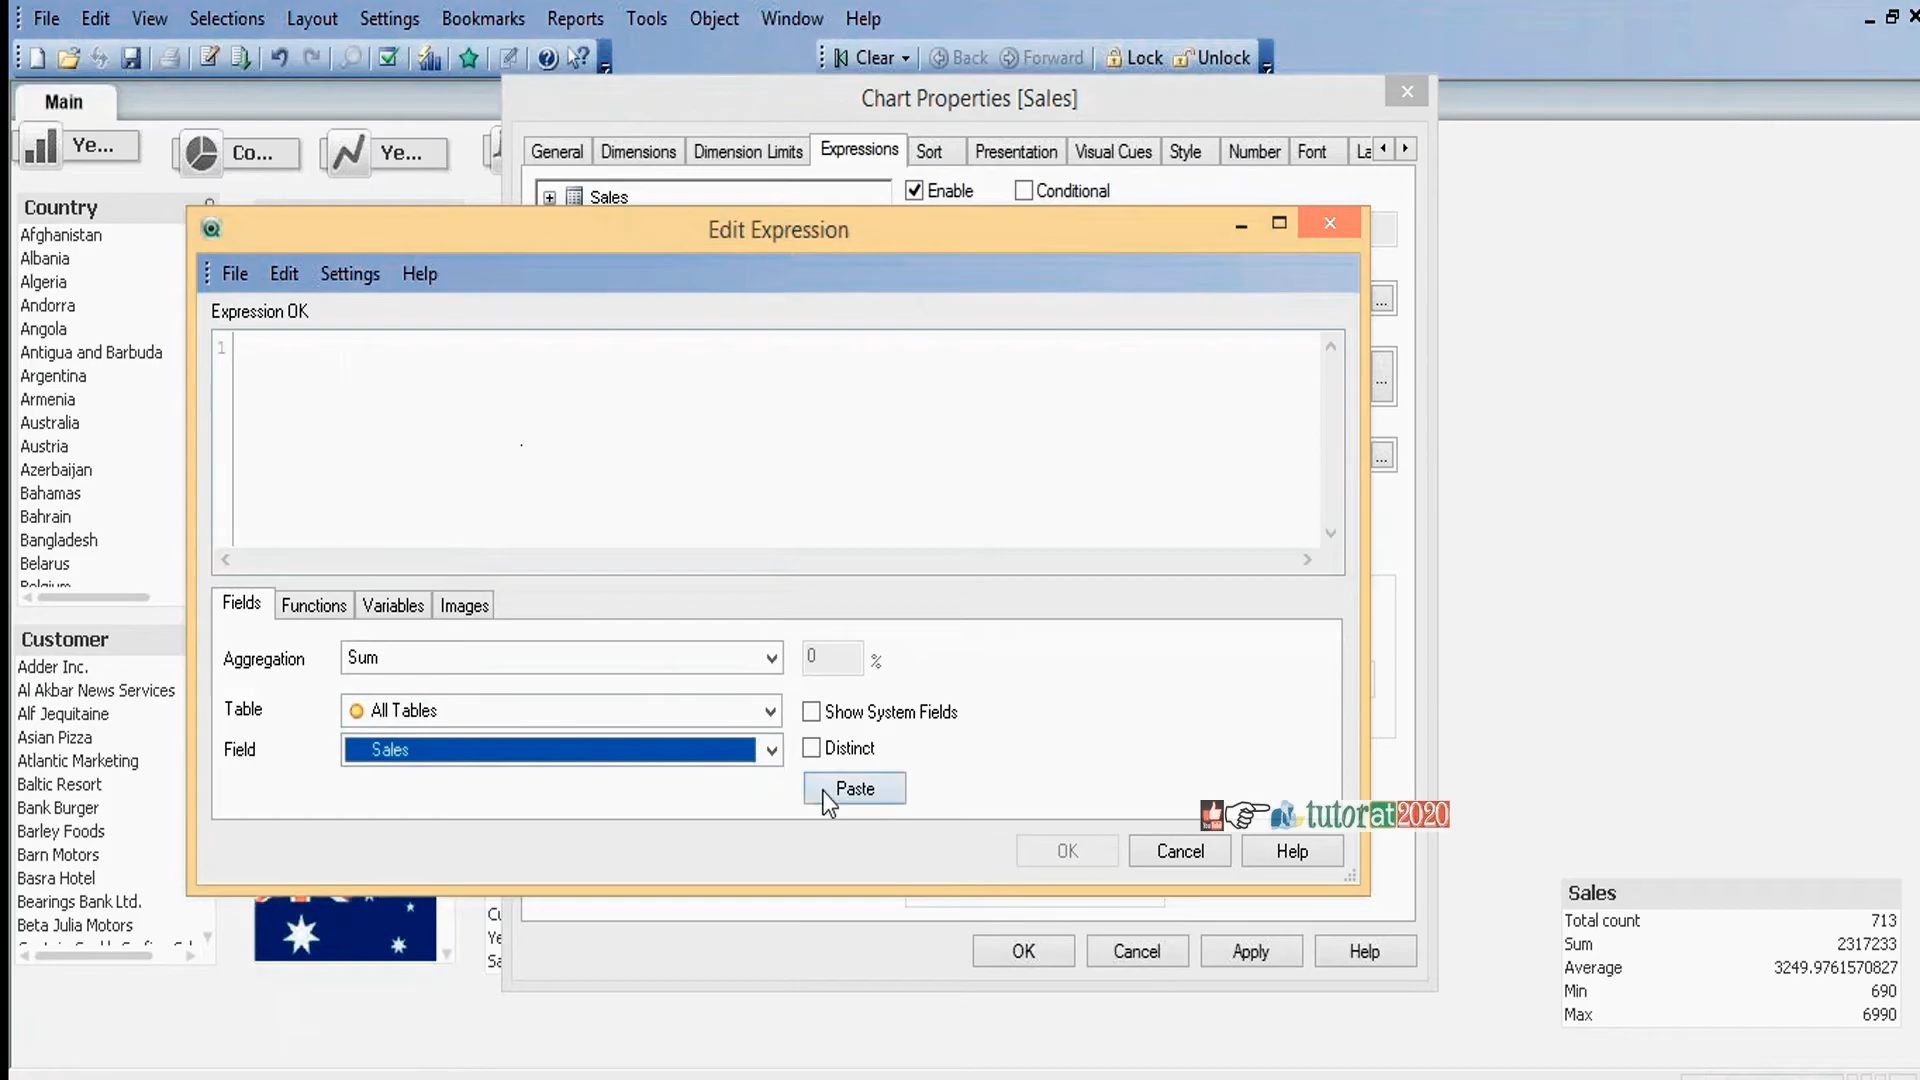 File Edit View Selections Layout Settings Bookmarks Reports Tools Object Window Help
Clear Back Forward Lock Unlock
Main
Chart Properties [Sales]
Ye... Co... Ye...
General Dimensions Dimension Limits Expressions Sort Presentation Visual Cues Style Number Font La
Sales Enable Conditional
Country
Afghanistan
Albania
Algeria
Andorra
Angola
Antigua and Barbuda
Argentina
Armenia
Australia
Austria
Azerbaijan
Bahamas
Bahrain
Bangladesh
Belarus
Belgium
Edit Expression
File Edit Settings Help
Expression OK
1
Fields Functions Variables Images
Aggregation Sum 0 %
Table All Tables Show System Fields
Field Sales Distinct
Paste
OK Cancel Help
tutorat2020
Customer
Adder Inc.
Al Akbar News Services
Alf Jequitaine
Asian Pizza
Atlantic Marketing
Baltic Resort
Bank Burger
Barley Foods
Barn Motors
Basra Hotel
Bearings Bank Ltd.
Beta Julia Motors
Cu
Ye
Sa
OK Cancel Apply Help
Sales
Total count 713
Sum 2317233
Average 3249.9761570827
Min 690
Max 6990